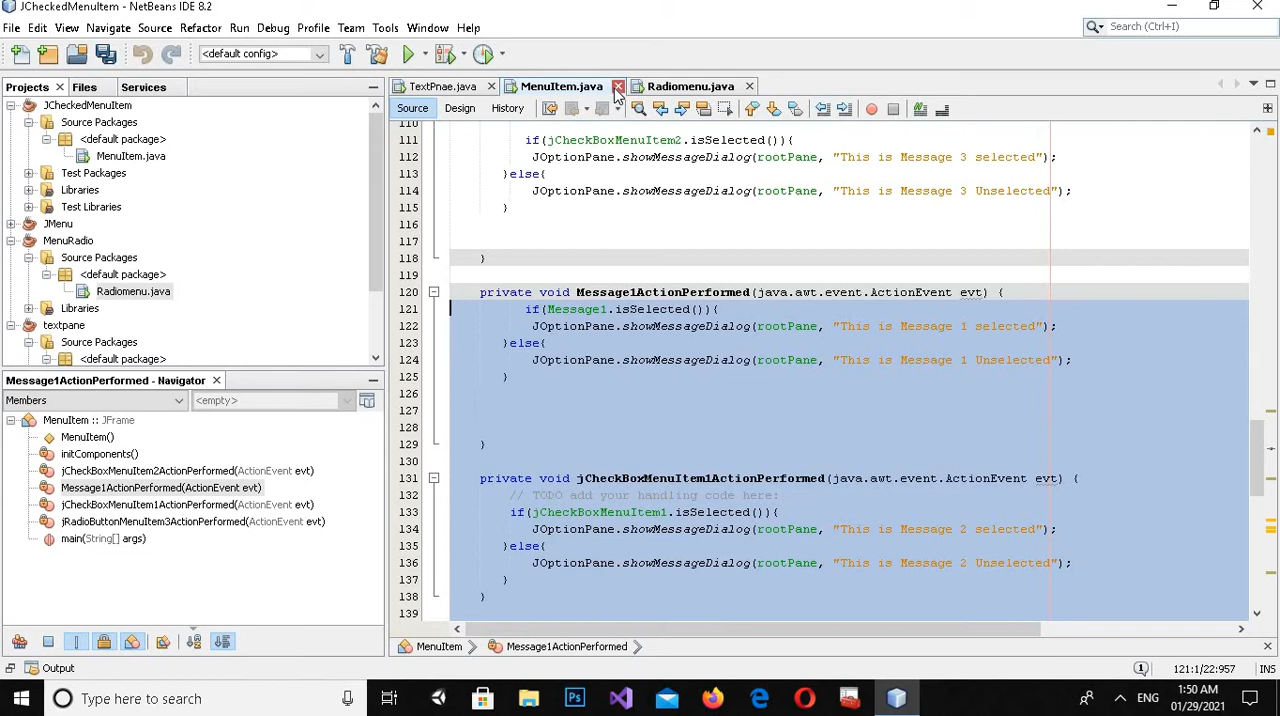 JCheckedMenuItem - NetBeans IDE 8.2
File Edit View Navigate Source Refactor Run Debug Profile Team Tools Window Help
Search (Ctrl+I)
<default config>
Projects Files Services
TextPnae.java MenuItem.java Radiomenu.java
Source Design History
JCheckedMenuItem
Source Packages
<default package>
MenuItem.java
Test Packages
Libraries
Test Libraries
JMenu
MenuRadio
Source Packages
<default package>
Radiomenu.java
Libraries
textpane
Source Packages
<default package>
Message1ActionPerformed - Navigator
Members <empty>
MenuItem :: JFrame
MenuItem()
initComponents()
jCheckBoxMenuItem2ActionPerformed(ActionEvent evt)
Message1ActionPerformed(ActionEvent evt)
jCheckBoxMenuItem1ActionPerformed(ActionEvent evt)
jRadioButtonMenuItem3ActionPerformed(ActionEvent evt)
main(String[] args)
110
111 if(jCheckBoxMenuItem2.isSelected()){
112 JOptionPane.showMessageDialog(rootPane, "This is Message 3 selected");
113 }else{
114 JOptionPane.showMessageDialog(rootPane, "This is Message 3 Unselected");
115 }
116
117
118 }
119
120 private void Message1ActionPerformed(java.awt.event.ActionEvent evt) {
121 if(Message1.isSelected()){
122 JOptionPane.showMessageDialog(rootPane, "This is Message 1 selected");
123 }else{
124 JOptionPane.showMessageDialog(rootPane, "This is Message 1 Unselected");
125 }
126
127
128
129 }
130
131 private void jCheckBoxMenuItem1ActionPerformed(java.awt.event.ActionEvent evt) {
132 // TODO add your handling code here:
133 if(jCheckBoxMenuItem1.isSelected()){
134 JOptionPane.showMessageDialog(rootPane, "This is Message 2 selected");
135 }else{
136 JOptionPane.showMessageDialog(rootPane, "This is Message 2 Unselected");
137 }
138 }
139
MenuItem Message1ActionPerformed
Output
1 121:1/22:957 INS
Type here to search
ENG
1:50 AM
01/29/2021